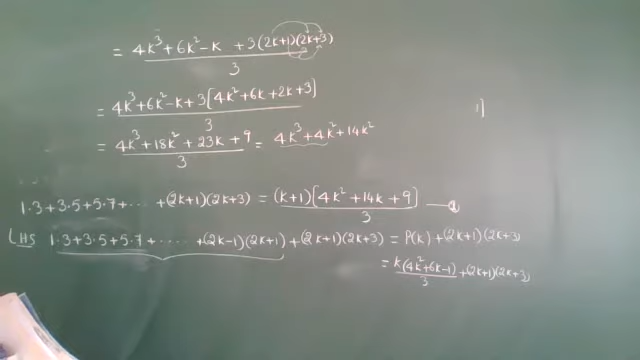 = 4k³+6k²-k +3(2k+1)(2k+3) / 3
= 4k³+6k²-k+3[4k²+6k+2k+3] / 3
= 4k³+18k²+23k+9 / 3 = 4k³+4k²+14k²
1]
1·3+3·5+5·7+··· +(2k+1)(2k+3) = (k+1)[4k²+14k+9] / 3 —②
LHS 1·3+3·5+5·7+····· +(2k-1)(2k+1) +(2k+1)(2k+3) = P(k) +(2k+1)(2k+3)
= k(4k²+6k-1) / 3 +(2k+1)(2k+3)